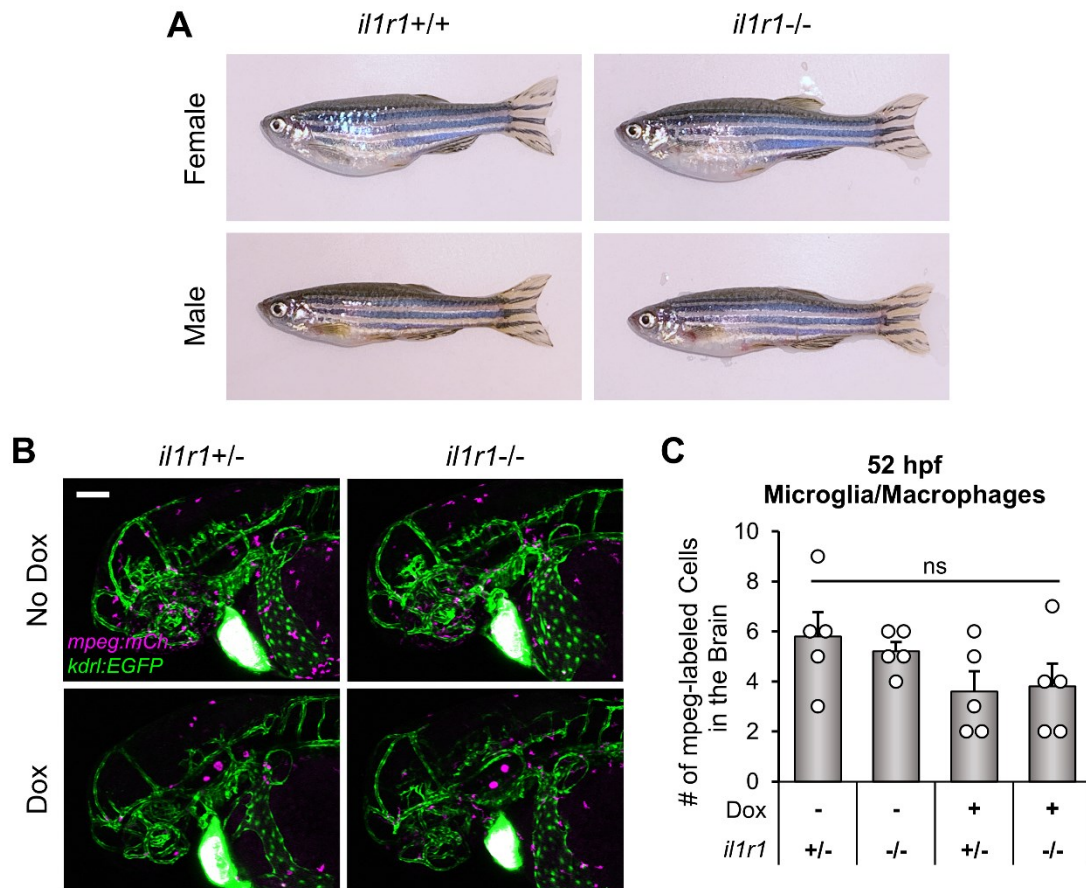 A
il1r1+/+
il1r1-/-
Female
Male
B
il1r1+/-
il1r1-/-
No Dox
mpeg:mCh
kdrl:EGFP
Dox
C
52 hpf
Microglia/Macrophages
# of mpeg-labeled Cells
in the Brain
10
8
6
4
2
0
ns
Dox - - + +
il1r1 +/- -/- +/- -/-